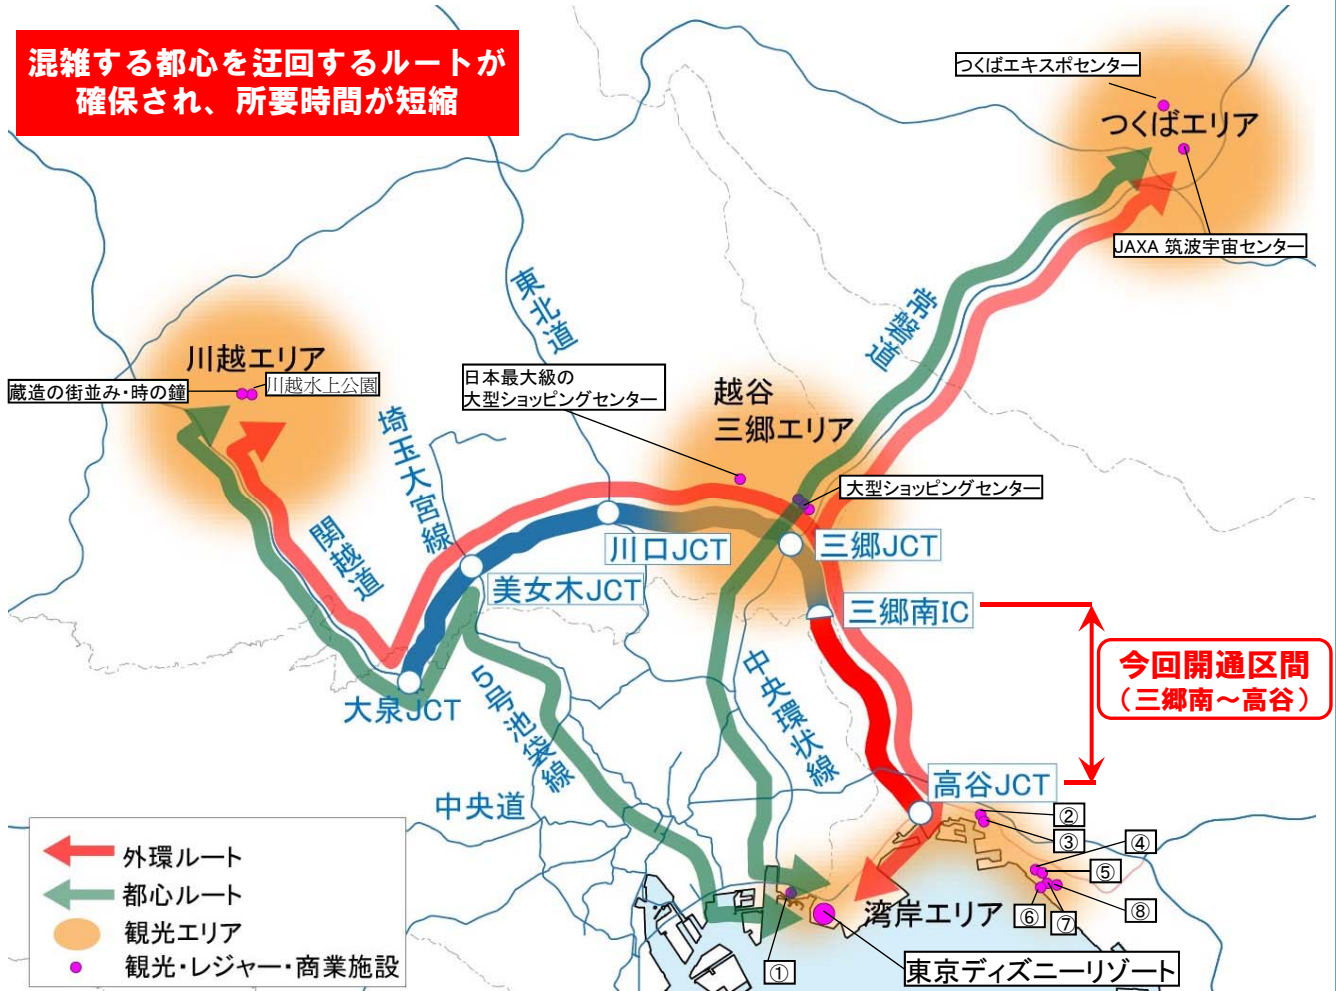 混雑する都心を迂回するルートが
確保され、所要時間が短縮
つくばエキスポセンター
つくばエリア
JAXA 筑波宇宙センター
東北道
常磐道
川越エリア
蔵造の街並み・時の鐘
川越水上公園
日本最大級の
大型ショッピングセンター
越谷
三郷エリア
埼玉大宮線
大型ショッピングセンター
関越道
川口JCT
三郷JCT
美女木JCT
三郷南IC
今回開通区間
（三郷南～高谷）
大泉JCT
5号池袋線
中央環状線
高谷JCT
中央道
②
③
④
⑤
⑥
⑦
⑧
①
湾岸エリア
東京ディズニーリゾート
外環ルート
都心ルート
観光エリア
観光・レジャー・商業施設